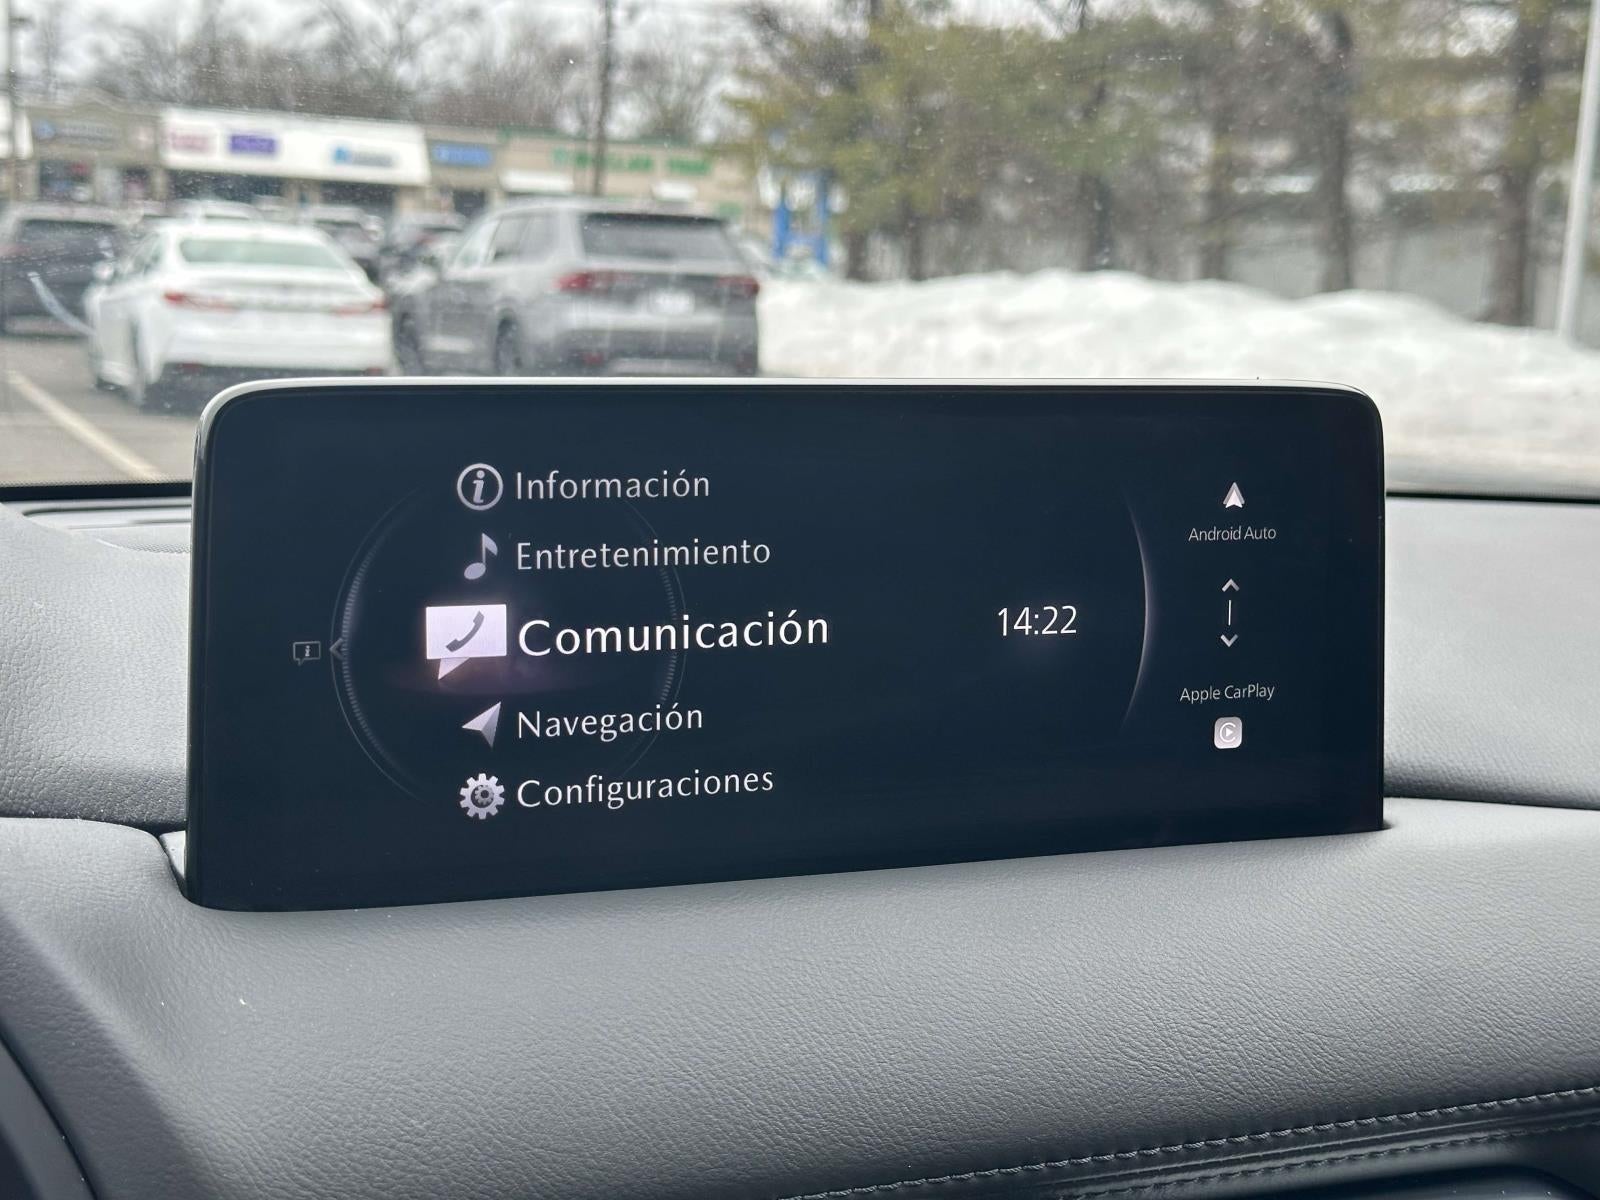 Información
Entretenimiento
Comunicación
Navegación
Configuraciones
14:22
Android Auto
Apple CarPlay